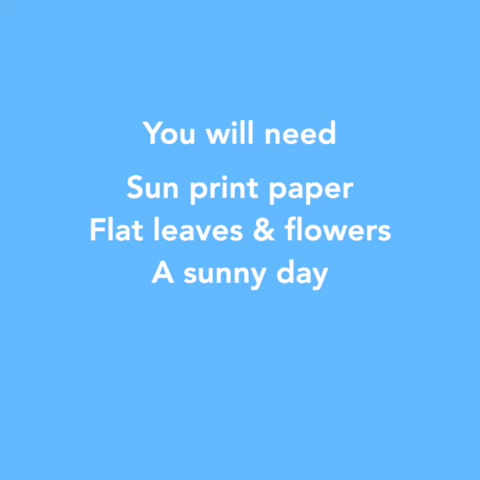 You will need
Sun print paper
Flat leaves & flowers
A sunny day